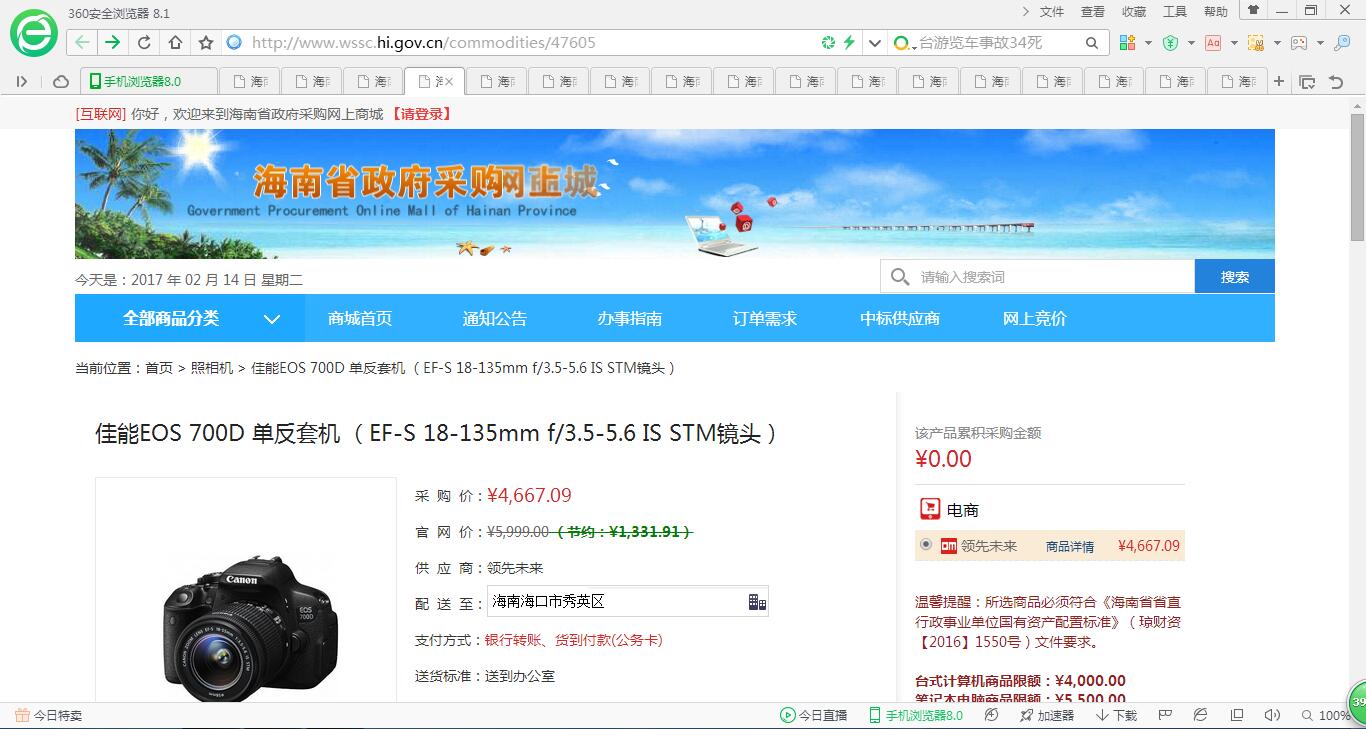 360安全浏览器 8.1
文件 查看 收藏 工具 帮助
http://www.wssc.hi.gov.cn/commodities/47605
台游览车事故34死
手机浏览器8.0
[互联网] 你好，欢迎来到海南省政府采购网上商城 【请登录】
海南省政府采购网上商城
Government Procurement Online Mall of Hainan Province
今天是：2017 年 02 月 14 日 星期二
请输入搜索词
搜索
全部商品分类 商城首页 通知公告 办事指南 订单需求 中标供应商 网上竞价
当前位置：首页 > 照相机 > 佳能EOS 700D 单反套机 （ EF-S 18-135mm f/3.5-5.6 IS STM镜头 ）
佳能EOS 700D 单反套机 （ EF-S 18-135mm f/3.5-5.6 IS STM镜头 ）
Canon
EOS
700D
采 购 价：¥4,667.09
官 网 价：¥5,999.00 （ 节约：¥1,331.91 ）
供 应 商：领先未来
配 送 至：海南海口市秀英区
支付方式：银行转账、货到付款(公务卡)
送货标准：送到办公室
该产品累积采购金额
¥0.00
电商
领先未来 商品详情 ¥4,667.09
温馨提醒：所选商品必须符合《海南省省直
行政事业单位国有资产配置标准》（ 琼财资
【2016】1550号 ）文件要求。
台式计算机商品限额：¥4,000.00
笔记本电脑商品限额：¥5,500.00
今日特卖
今日直播 手机浏览器8.0 加速器 下载 100%